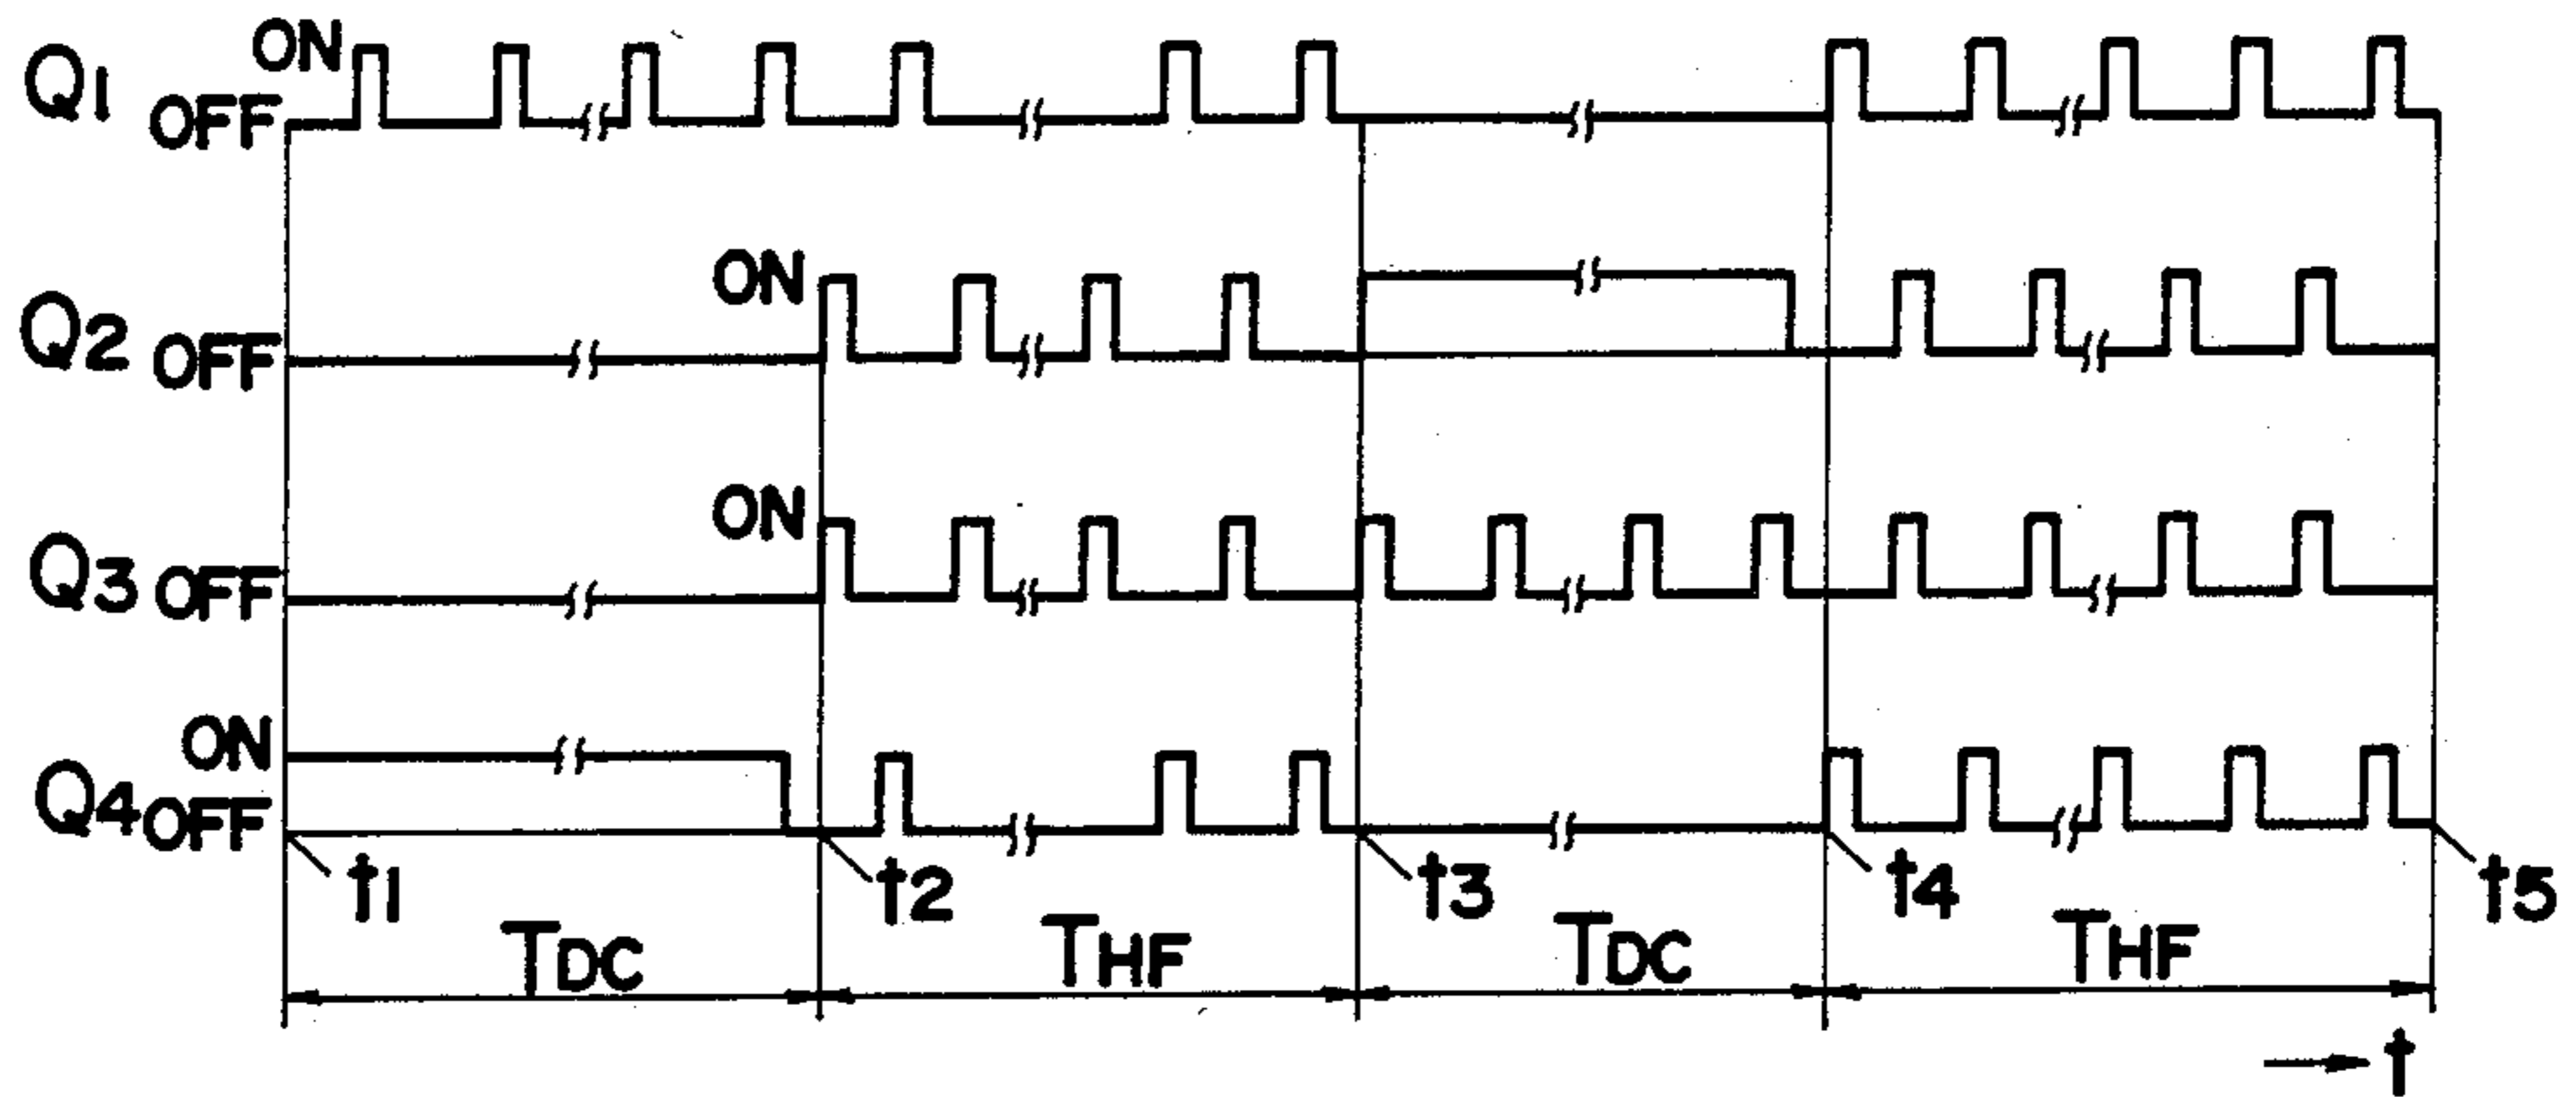 Q1 ON
OFF
Q2 ON
OFF
Q3 ON
OFF
Q4 ON
OFF
t1 t2 t3 t4 t5
TDC THF TDC THF
t